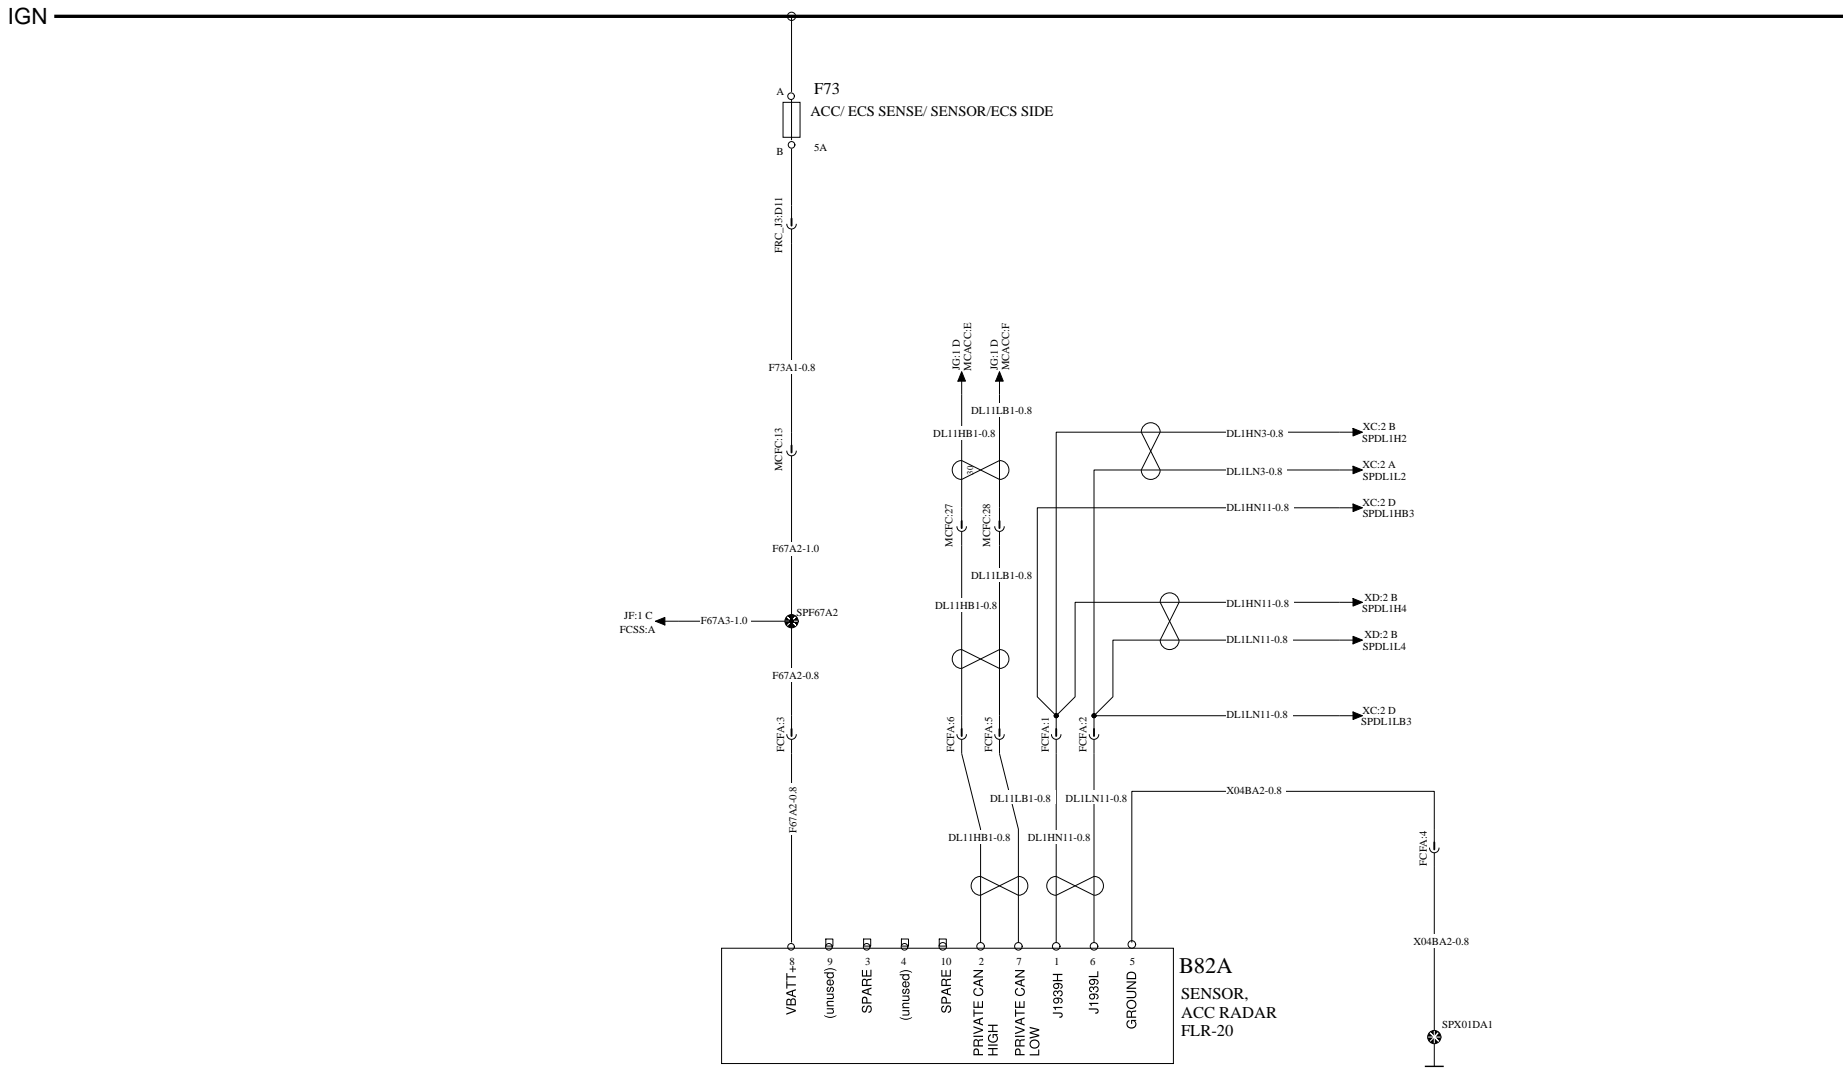 IGN
A
F73
ACC/ ECS SENSE/ SENSOR/ECS SIDE
B
5A
FRC_J3:D11
F73A1-0.8
MCFC:13
F67A2-1.0
SPF67A2
JF:1 C
FCSS:A
F67A3-1.0
F67A2-0.8
FCFA:3
F67A2-0.8
JG:1 D
MCACC:E
JG:1 D
MCACC:F
DL11LB1-0.8
DL11HB1-0.8
30
MCFC:27
MCFC:28
DL11LB1-0.8
DL11HB1-0.8
FCFA:6
FCFA:5
FCFA:1
FCFA:2
DL1HN3-0.8
XC:2 B
SPDL1H2
DL1LN3-0.8
XC:2 A
SPDL1L2
DL1HN11-0.8
XC:2 D
SPDL1HB3
DL1HN11-0.8
XD:2 B
SPDL1H4
DL1LN11-0.8
XD:2 B
SPDL1L4
DL1LN11-0.8
XC:2 D
SPDL1LB3
DL11LB1-0.8
DL1LN11-0.8
X04BA2-0.8
DL11HB1-0.8
DL1HN11-0.8
FCFA:4
X04BA2-0.8
SPX01DA1
8
9
3
4
10
2
7
1
6
5
VBATT+
(unused)
SPARE
(unused)
SPARE
PRIVATE CAN
HIGH
PRIVATE CAN
LOW
J1939H
J1939L
GROUND
B82A
SENSOR,
ACC RADAR
FLR-20